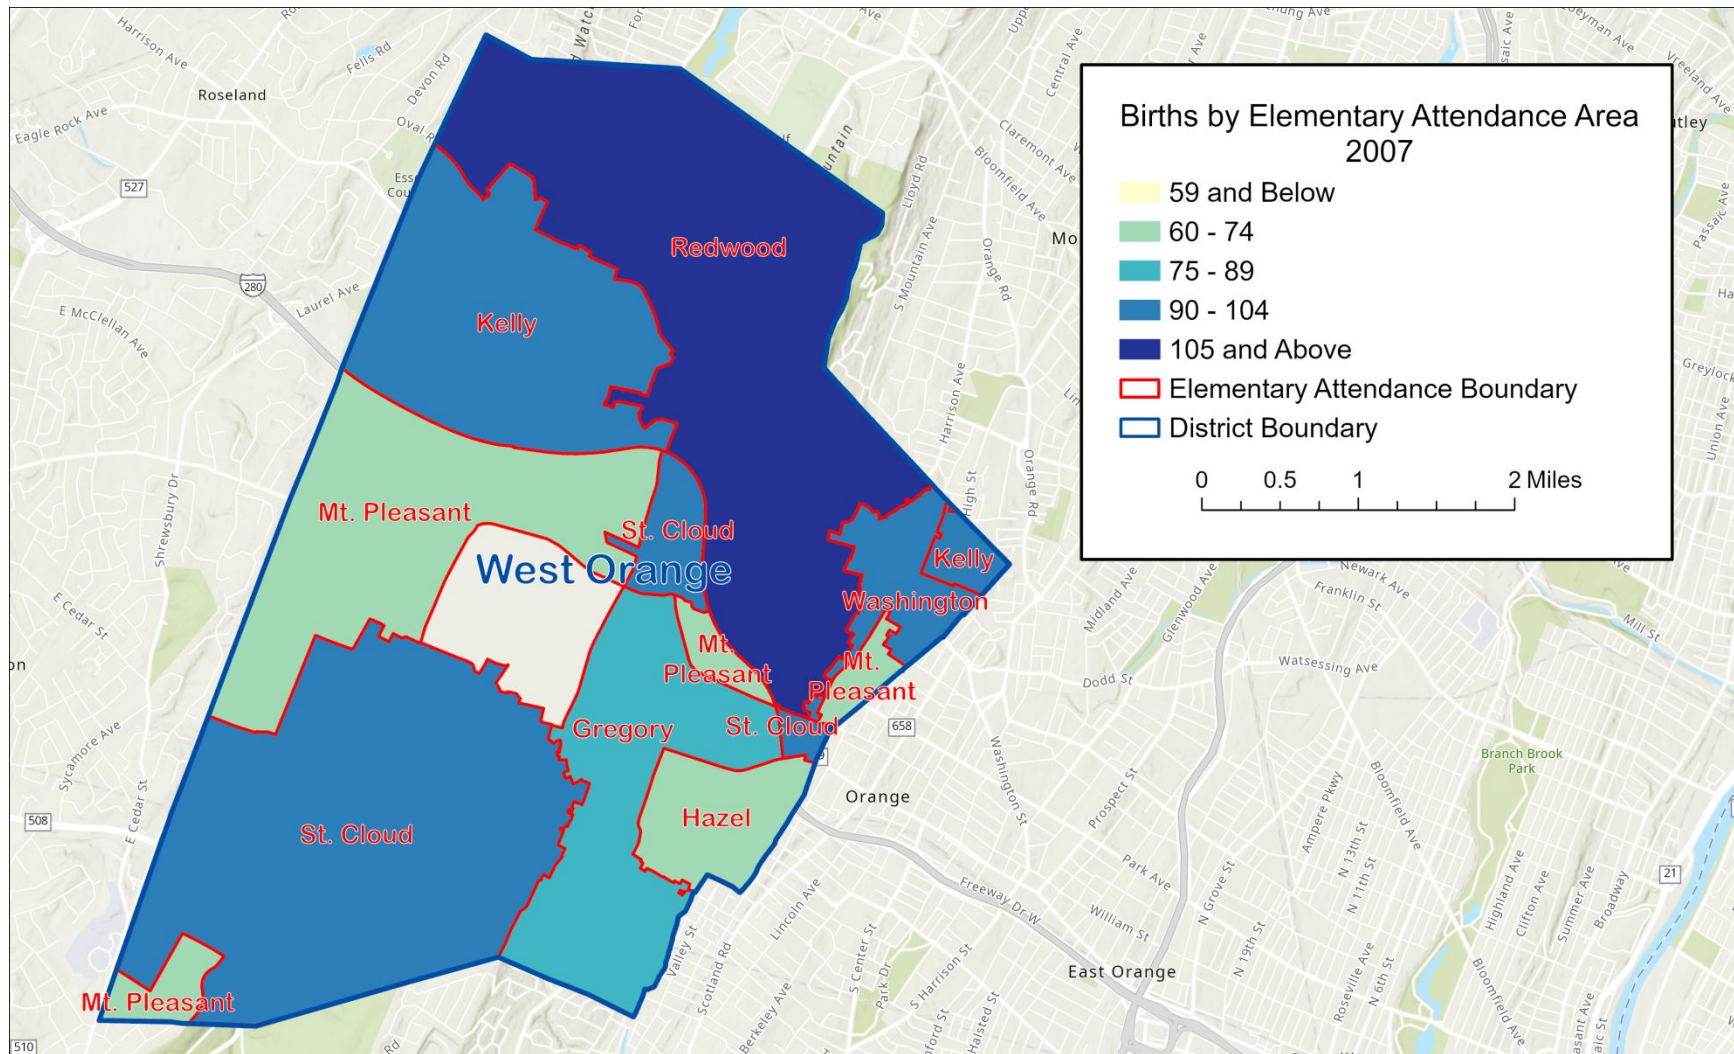 Births by Elementary Attendance Area
2007
59 and Below
60 - 74
75 - 89
90 - 104
105 and Above
Elementary Attendance Boundary
District Boundary
0 0.5 1 2 Miles
Roseland
Harrison Ave
Fells Rd
Devon Rd
Eagle Rock Ave
527
280
Laurel Ave
E McClellan Ave
Shrewsbury Dr
E Cedar St
Sycamore Ave
E Cedar St
508
510
Redwood
Kelly
Mt. Pleasant
St. Cloud
West Orange
Kelly
Washington
Mt.
Pleasant
Mt.
Pleasant
St. Cloud
Gregory
Hazel
St. Cloud
Mt. Pleasant
Central Ave
Claremont Ave
Bloomfield Ave
Lloyd Rd
S Mountain Ave
Orange Rd
Harrison Ave
High St
Orange Rd
Midland Ave
Glenwood Ave
Newark Ave
Franklin St
Mill St
Watsessing Ave
Dodd St
658
Washington St
Prospect St
Orange
Park Ave
Freeway Dr W
William St
N Grove St
N 19th St
Ampere Pkwy
N 13th St
N 11th St
Bloomfield Ave
Branch Brook
Park
Highland Ave
Clifton Ave
Summer Ave
Broadway
21
East Orange
Roseville Ave
N 6th St
Bloomfield Ave
Lincoln Ave
Valley St
Scotland Rd
Berkeley Ave
S Center St
Park Dr
S Harrison St
Halsted St
Vreeland Ave
Passaic Ave
Union Ave